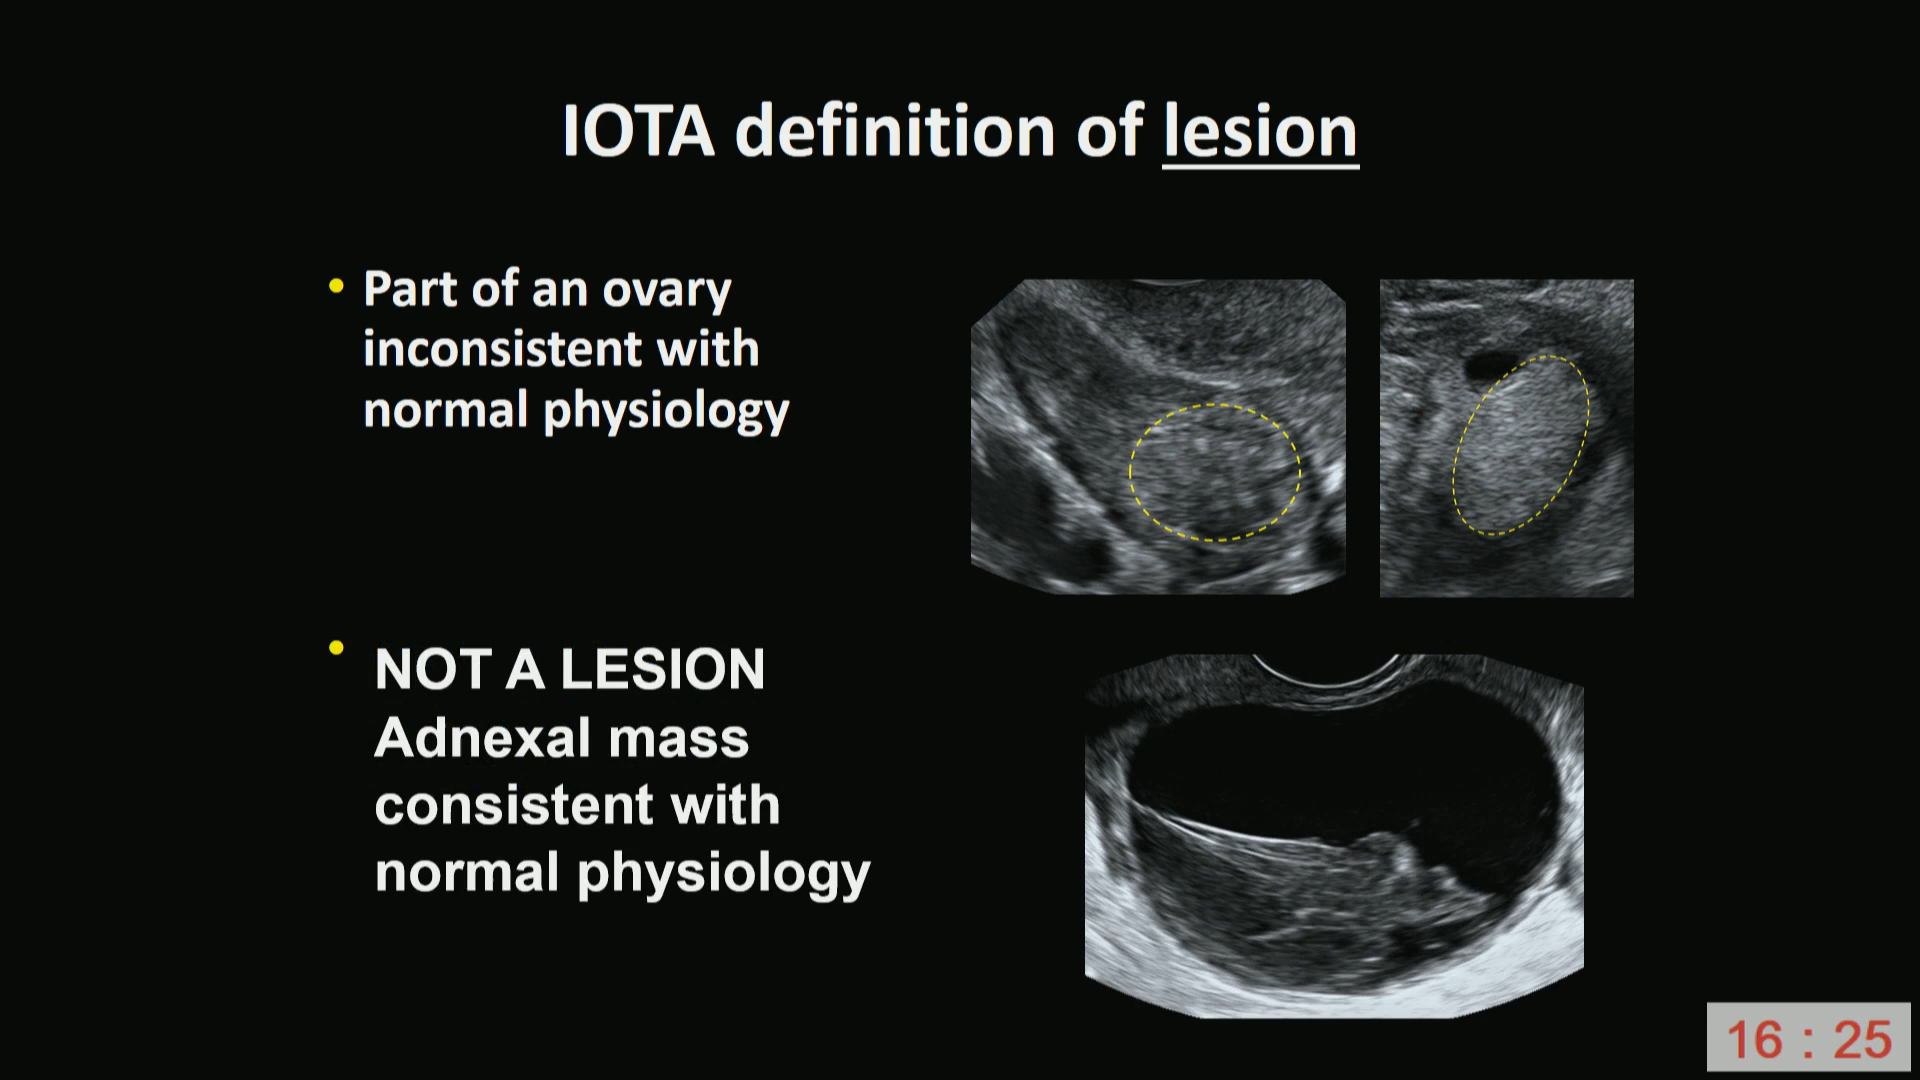 IOTA definition of lesion
• Part of an ovary
inconsistent with
normal physiology
• NOT A LESION
Adnexal mass
consistent with
normal physiology
16 : 25